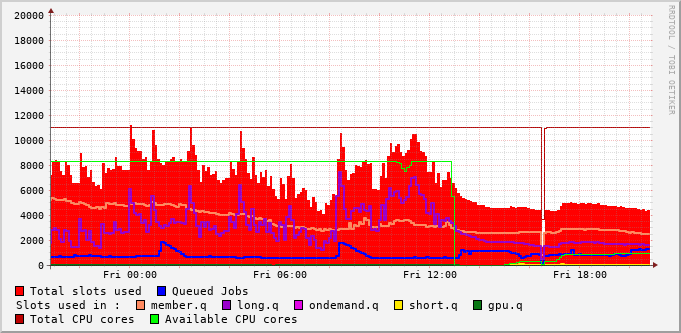 20000
18000
16000
14000
12000
10000
8000
6000
4000
2000
0
Fri 00:00 Fri 06:00 Fri 12:00 Fri 18:00
Total slots used Queued Jobs
Slots used in : member.q long.q ondemand.q short.q gpu.q
Total CPU cores Available CPU cores
RRDTOOL / TOBI OETIKER